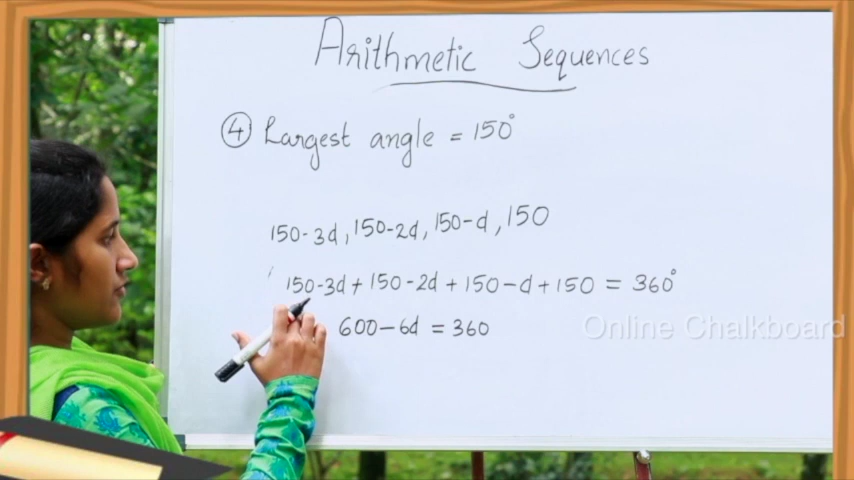 Arithmetic Sequences
④ Largest angle = 150°
150-3d, 150-2d, 150-d, 150
150-3d + 150-2d + 150-d + 150 = 360°
600-6d = 360
Online Chalkboard